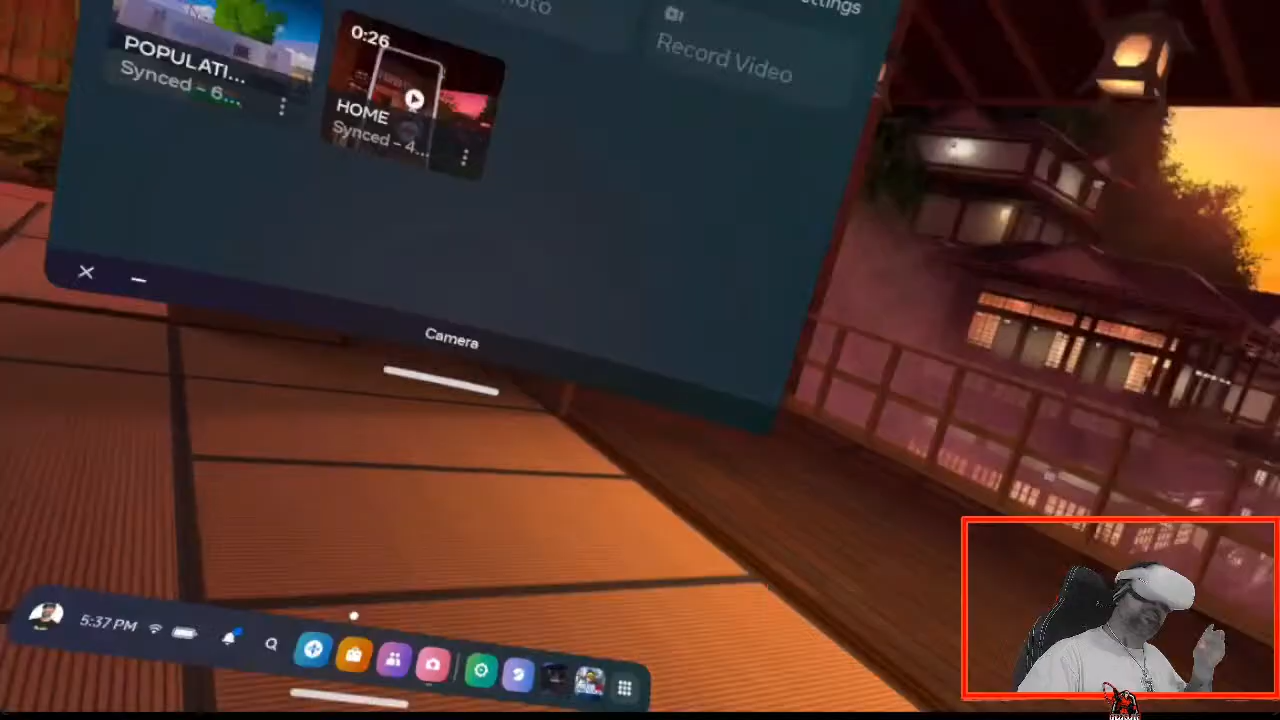 Record Video
0:26
POPULATI...
Synced – 6...
HOME
Synced – 4...
Camera
5:37 PM